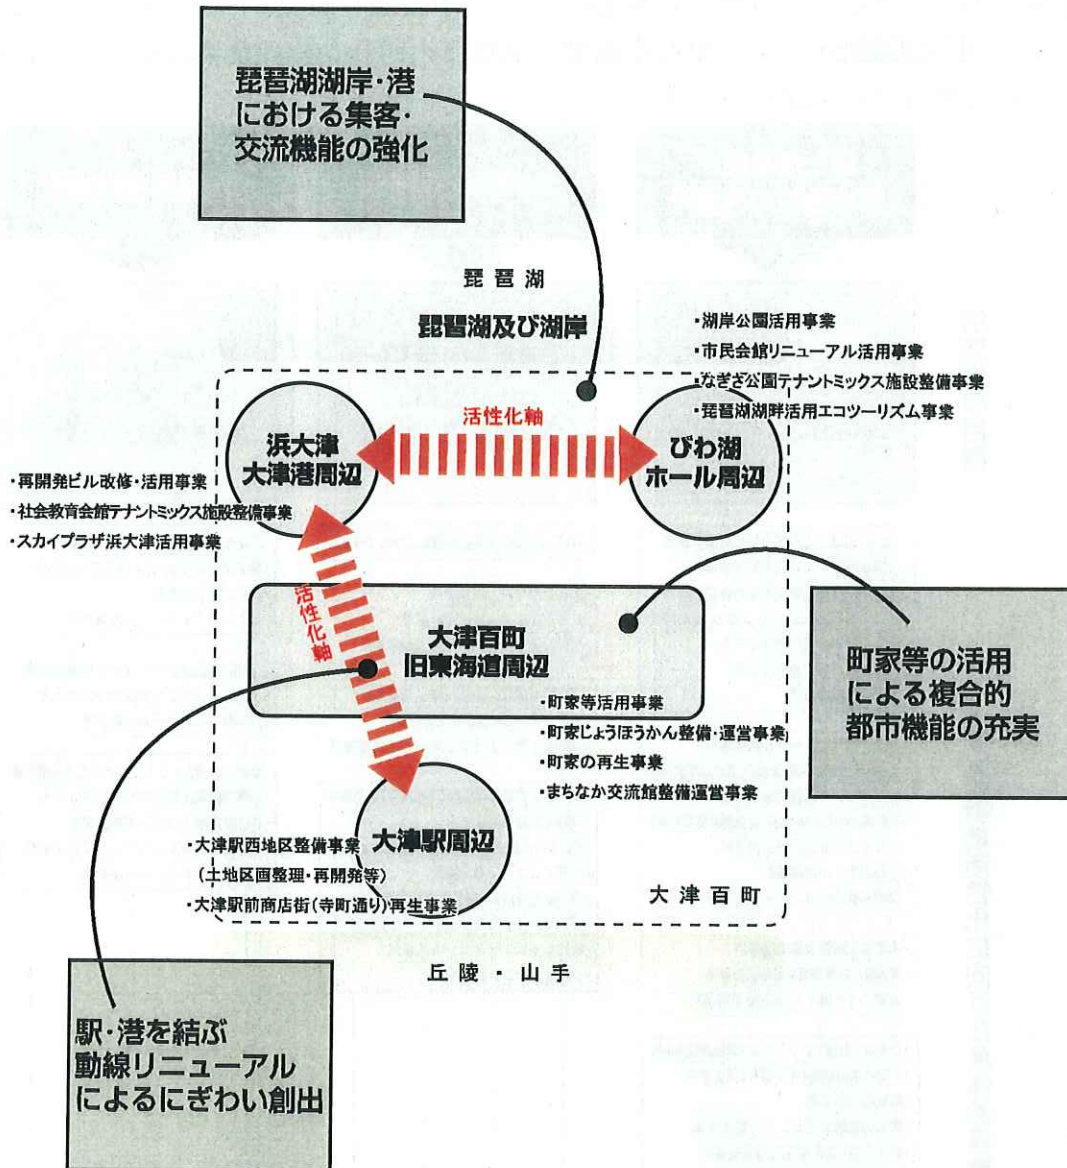 琵琶湖湖岸・港
における集客・
交流機能の強化
琵 琶 湖
琵琶湖及び湖岸
・湖岸公園活用事業
・市民会館リニューアル活用事業
・なぎさ公園テナントミックス施設整備事業
・琵琶湖湖畔活用エコツーリズム事業
活性化軸
浜大津
大津港周辺
びわ湖
ホール周辺
・再開発ビル改修・活用事業
・社会教育会館テナントミックス施設整備事業
・スカイプラザ浜大津活用事業
活性化軸
大津百町
旧東海道周辺
町家等の活用
による複合的
都市機能の充実
・町家等活用事業
・町家じょうほうかん整備・運営事業
・町家の再生事業
・まちなか交流館整備運営事業
大津駅周辺
・大津駅西地区整備事業
(土地区画整理・再開発等)
・大津駅前商店街(寺町通り)再生事業
大 津 百 町
丘 陵 ・ 山 手
駅・港を結ぶ
動線リニューアル
によるにぎわい創出